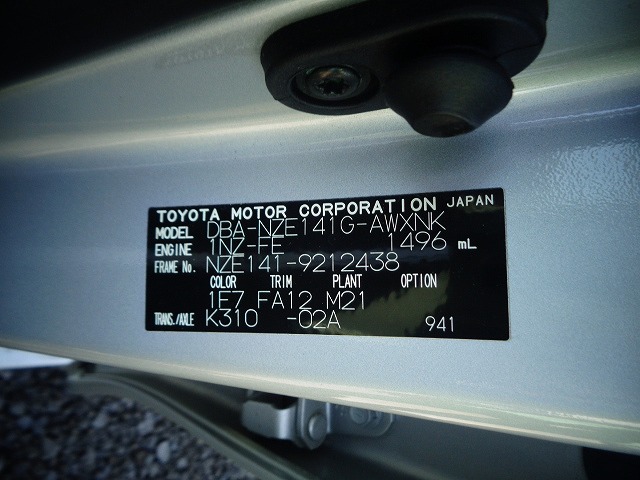 TOYOTA MOTOR CORPORATION JAPAN
MODEL DBA-NZE141G-AWXNK
ENGINE 1NZ-FE 1496 mL
FRAME No. NZE141-9212438
COLOR TRIM PLANT OPTION
1E7 FA12 M21
TRANS./AXLE K310 -02A 941